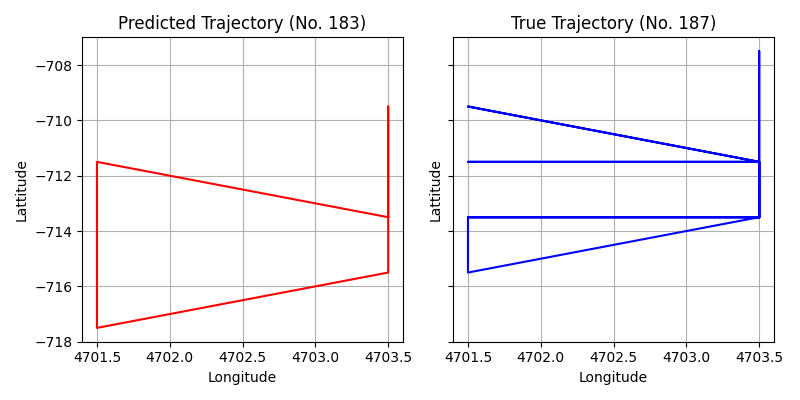 Predicted Trajectory (No. 183)
True Trajectory (No. 187)
Lattitude
−708
−710
−712
−714
−716
−718
4701.5 4702.0 4702.5 4703.0 4703.5
Longitude
Lattitude
4701.5 4702.0 4702.5 4703.0 4703.5
Longitude